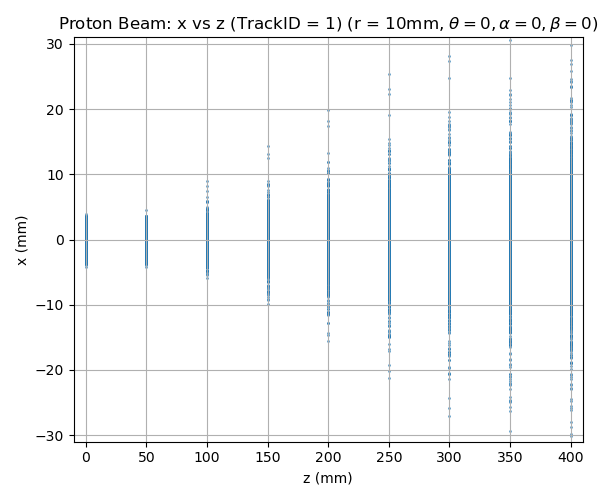 Proton Beam: x vs z (TrackID = 1) (r = 10mm, θ = 0, α = 0, β = 0)
30
20
10
0
−10
−20
−30
x (mm)
0 50 100 150 200 250 300 350 400
z (mm)